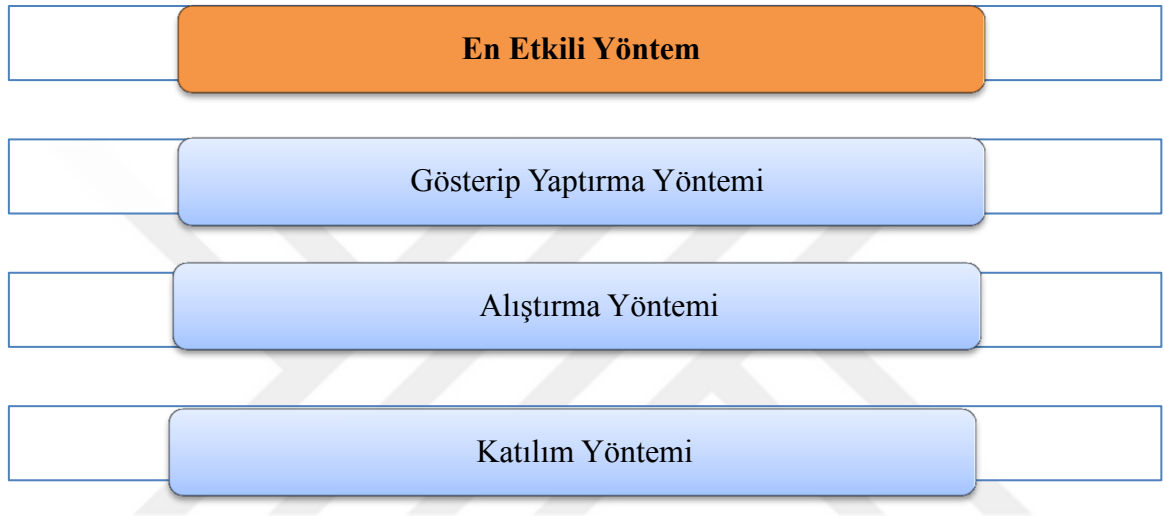 En Etkili Yöntem
Gösterip Yaptırma Yöntemi
Alıştırma Yöntemi
Katılım Yöntemi